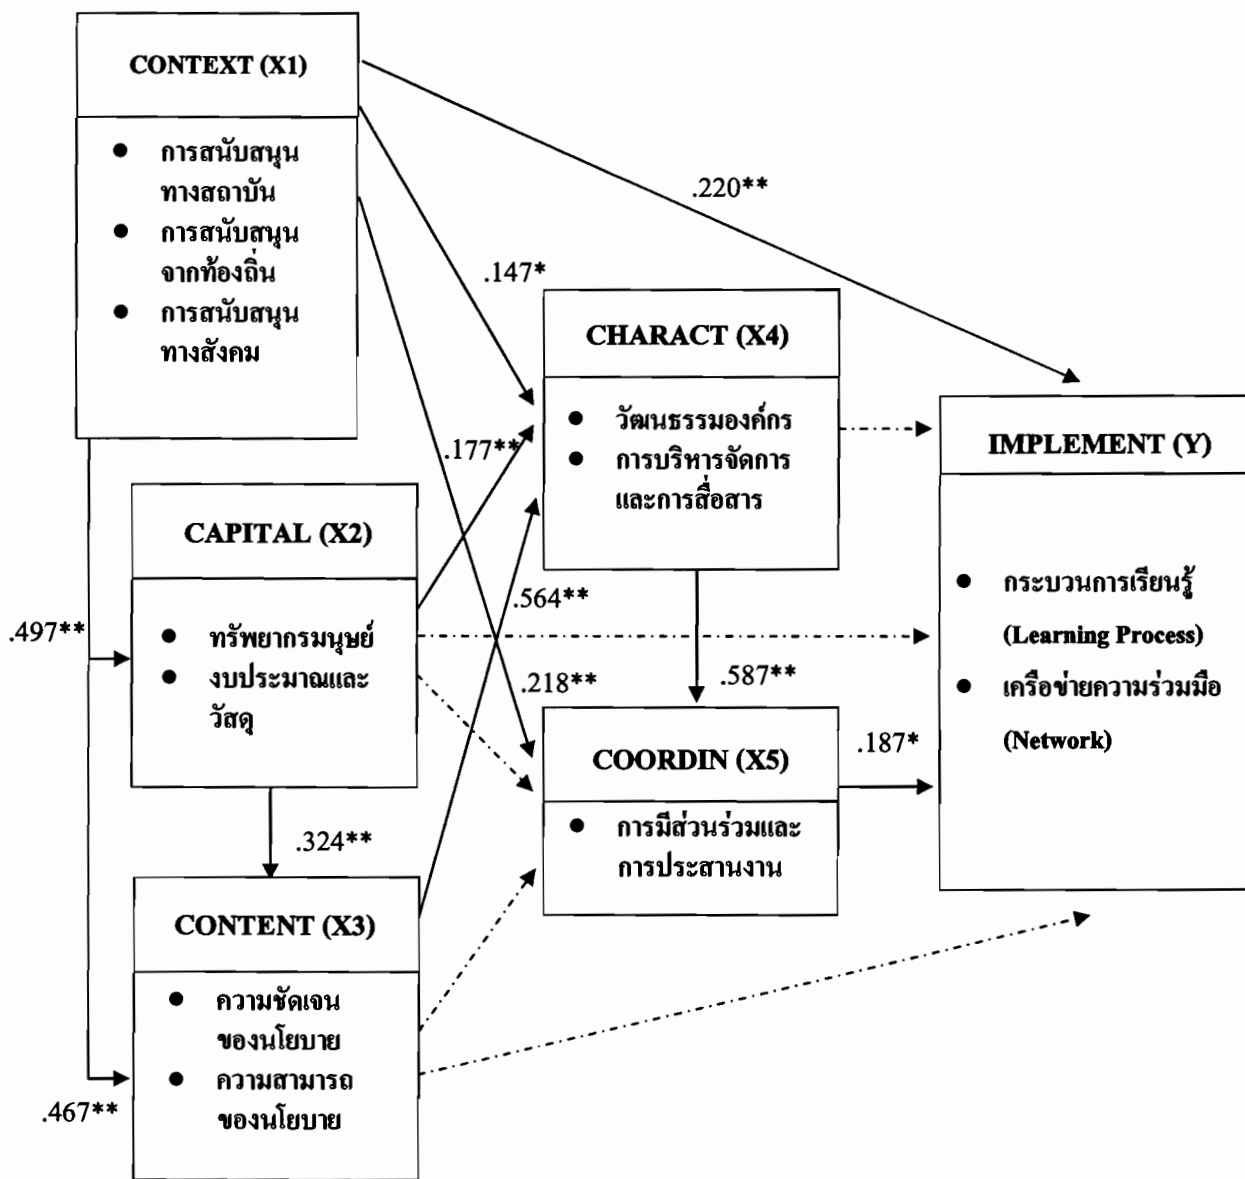 CONTEXT (X1)
● การสนับสนุน
ทางสถาบัน
● การสนับสนุน
จากท้องถิ่น
● การสนับสนุน
ทางสังคม
.220**
.147*
CHARACT (X4)
● วัฒนธรรมองค์กร
● การบริหารจัดการ
และการสื่อสาร
.177**
IMPLEMENT (Y)
● กระบวนการเรียนรู้
(Learning Process)
● เครือข่ายความร่วมมือ
(Network)
CAPITAL (X2)
● ทรัพยากรมนุษย์
● งบประมาณและ
วัสดุ
.497**
.564**
.218**
.587**
COORDIN (X5)
● การมีส่วนร่วมและ
การประสานงาน
.187*
.324**
CONTENT (X3)
● ความชัดเจน
ของนโยบาย
● ความสามารถ
ของนโยบาย
.467**